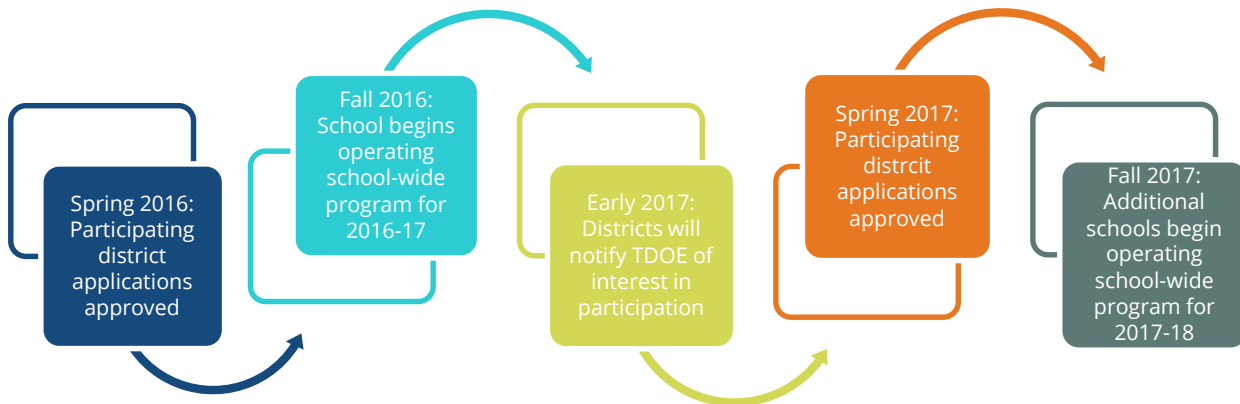 Spring 2016:
Participating
district
applications
approved
Fall 2016:
School begins
operating
school-wide
program for
2016-17
Early 2017:
Districts will
notify TDOE of
interest in
participation
Spring 2017:
Participating
distrcit
applications
approved
Fall 2017:
Additional
schools begin
operating
school-wide
program for
2017-18